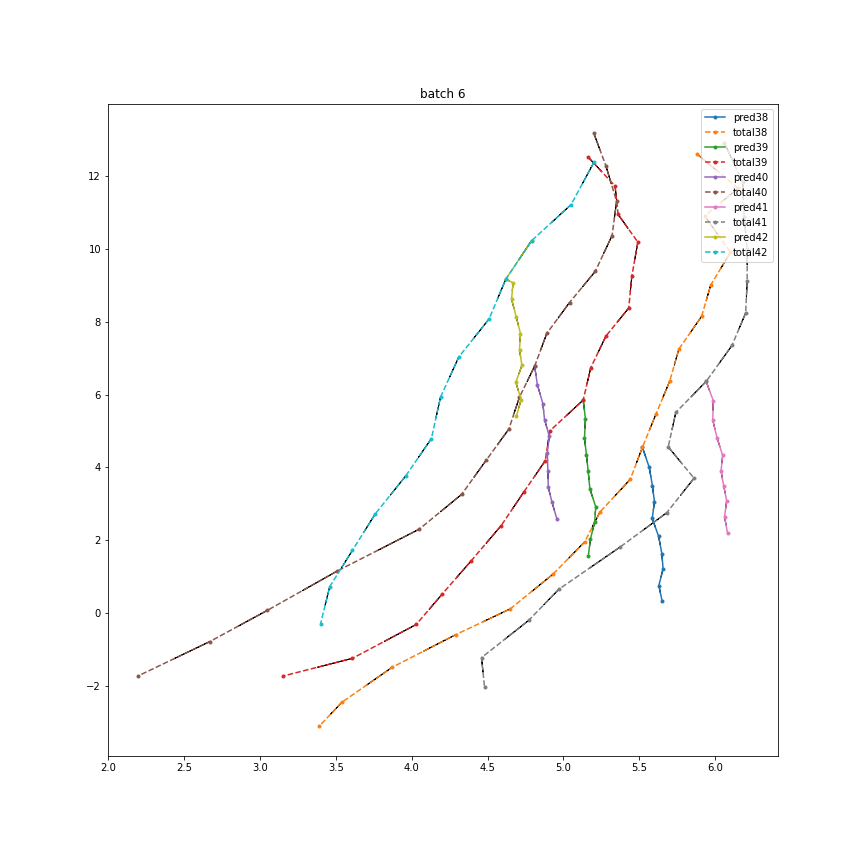 batch 6
pred38
total38
pred39
total39
pred40
total40
pred41
total41
pred42
total42
12
10
8
6
4
2
0
−2
2.0 2.5 3.0 3.5 4.0 4.5 5.0 5.5 6.0